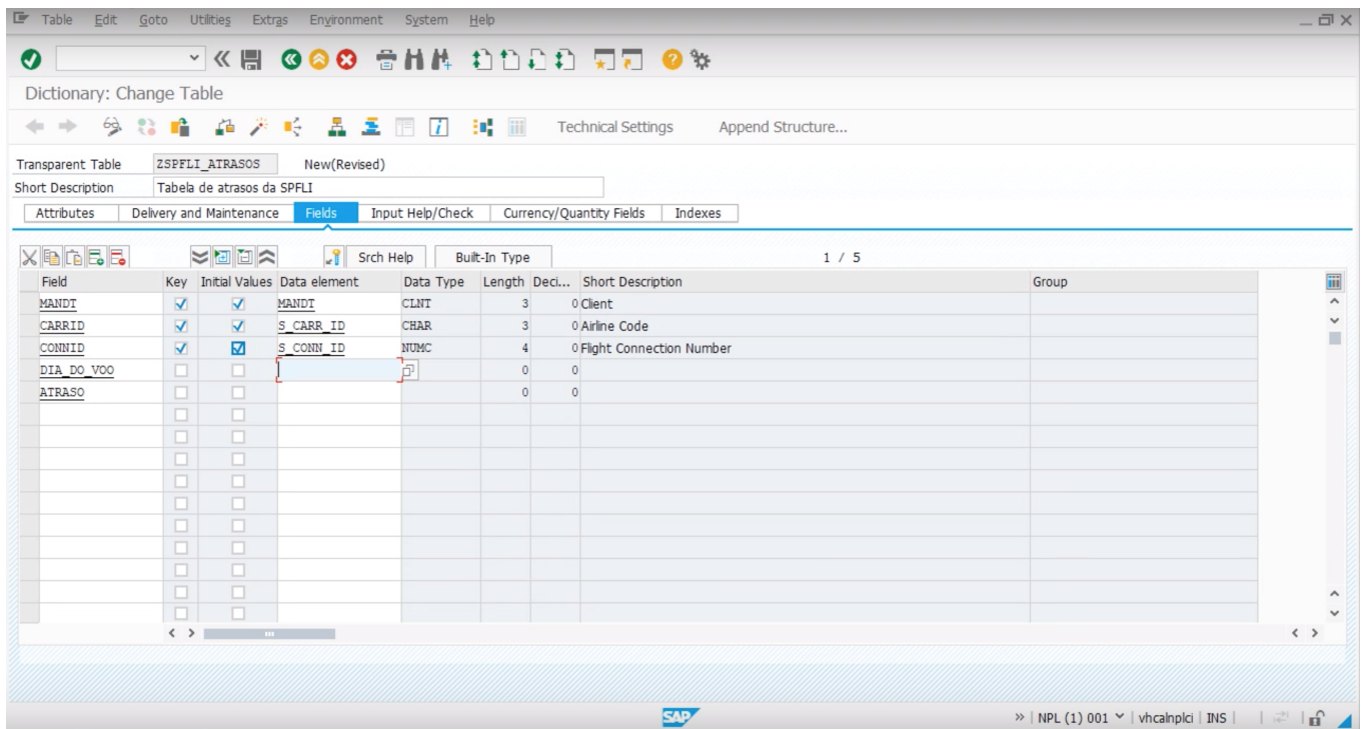 Table Edit Goto Utilities Extras Environment System Help
Dictionary: Change Table
Technical Settings Append Structure...
Transparent Table ZSPFLI_ATRASOS New(Revised)
Short Description Tabela de atrasos da SPFLI
Attributes Delivery and Maintenance Fields Input Help/Check Currency/Quantity Fields Indexes
Srch Help Built-In Type 1 / 5
Field Key Initial Values Data element Data Type Length Deci... Short Description Group
MANDT MANDT CLNT 3 0 Client
CARRID S_CARR_ID CHAR 3 0 Airline Code
CONNID S_CONN_ID NUMC 4 0 Flight Connection Number
DIA_DO_VOO 0 0
ATRASO 0 0
SAP » | NPL (1) 001 | vhcalnplci | INS |